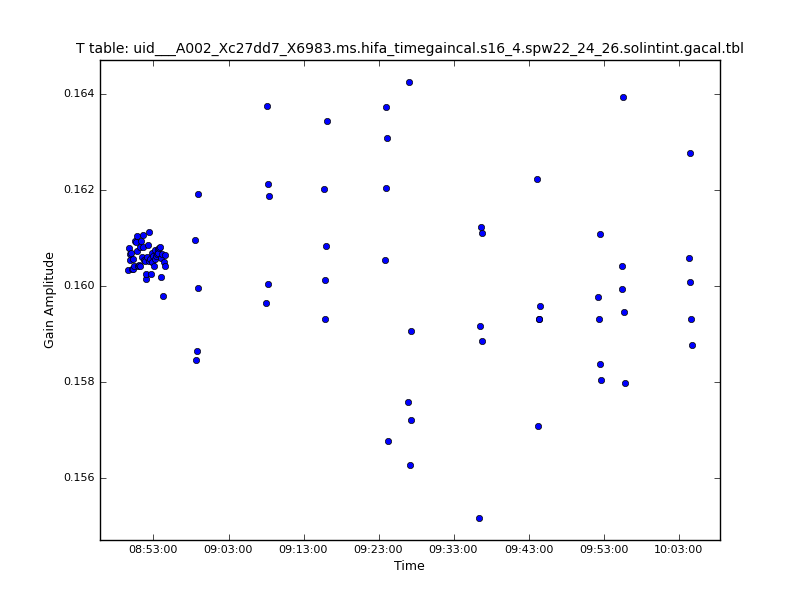 T table: uid___A002_Xc27dd7_X6983.ms.hifa_timegaincal.s16_4.spw22_24_26.solintint.gacal.tbl
0.164
0.162
0.160
0.158
0.156
Gain Amplitude
08:53:00 09:03:00 09:13:00 09:23:00 09:33:00 09:43:00 09:53:00 10:03:00
Time